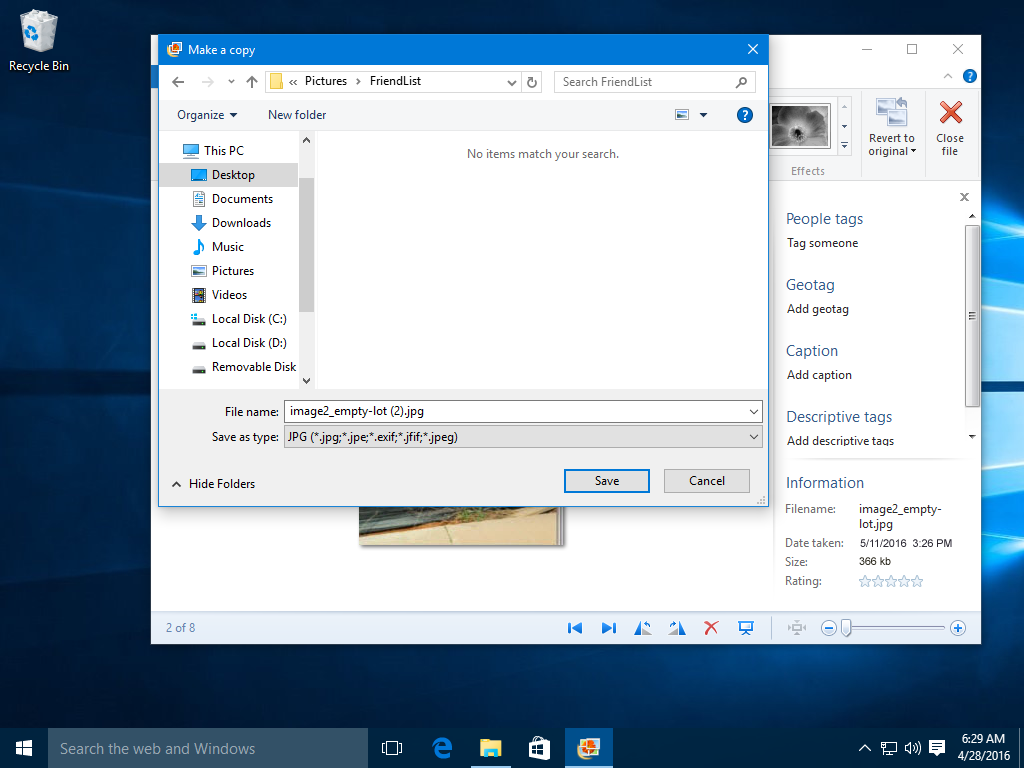 Recycle Bin
Make a copy
« Pictures > FriendList
Search FriendList
Organize
New folder
?
?
This PC
Desktop
Documents
Downloads
Music
Pictures
Videos
Local Disk (C:)
Local Disk (D:)
Removable Disk
No items match your search.
File name: image2_empty-lot (2).jpg
Save as type: JPG (*.jpg;*.jpe;*.exif;*.jfif;*.jpeg)
Hide Folders
Save
Cancel
Revert to
original
Close
file
Effects
People tags
Tag someone
Geotag
Add geotag
Caption
Add caption
Descriptive tags
Add descriptive tags
Information
Filename: image2_empty-
lot.jpg
Date taken: 5/11/2016 3:26 PM
Size: 366 kb
Rating:
2 of 8
Search the web and Windows
6:29 AM
4/28/2016